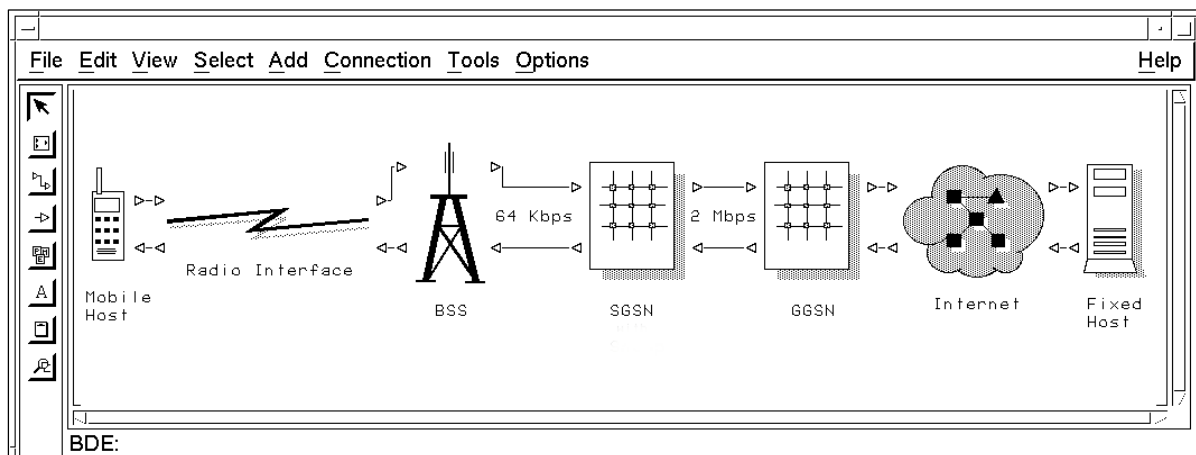 File Edit View Select Add Connection Tools Options Help
A
64 Kbps
2 Mbps
Radio Interface
Mobile
Host
BSS
SGSN
GGSN
Internet
Fixed
Host
BDE: